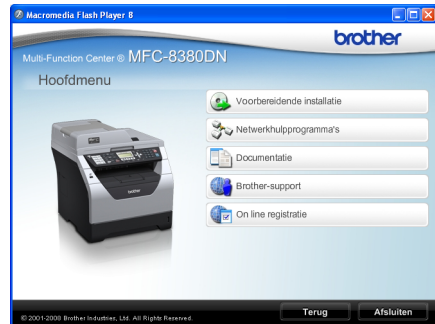 Macromedia Flash Player 8
brother
Multi-Function Center ® MFC-8380DN
Hoofdmenu
Voorbereidende installatie
Netwerkhulpprogramma's
Documentatie
Brother-support
On line registratie
brother
© 2001-2008 Brother Industries, Ltd. All Rights Reserved.
Terug
Afsluiten